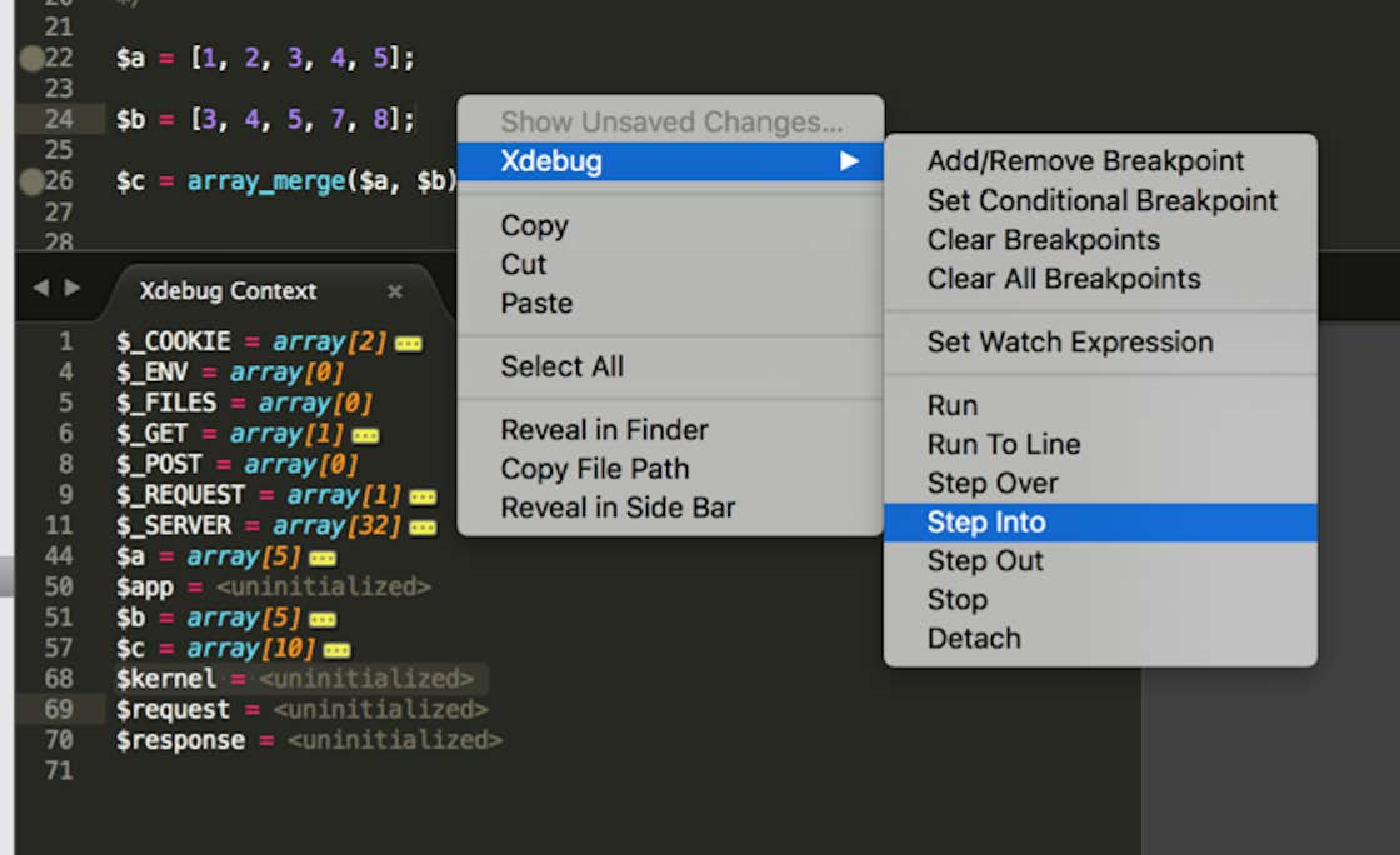 21
22 $a = [1, 2, 3, 4, 5];
23
24 $b = [3, 4, 5, 7, 8];
25
26 $c = array_merge($a, $b)
27
28
Show Unsaved Changes...
Xdebug
Copy
Cut
Paste
Select All
Reveal in Finder
Copy File Path
Reveal in Side Bar
Add/Remove Breakpoint
Set Conditional Breakpoint
Clear Breakpoints
Clear All Breakpoints
Set Watch Expression
Run
Run To Line
Step Over
Step Into
Step Out
Stop
Detach
Xdebug Context
1 $_COOKIE = array[2]
4 $_ENV = array[0]
5 $_FILES = array[0]
6 $_GET = array[1]
8 $_POST = array[0]
9 $_REQUEST = array[1]
11 $_SERVER = array[32]
44 $a = array[5]
50 $app = <uninitialized>
51 $b = array[5]
57 $c = array[10]
68 $kernel = <uninitialized>
69 $request = <uninitialized>
70 $response = <uninitialized>
71